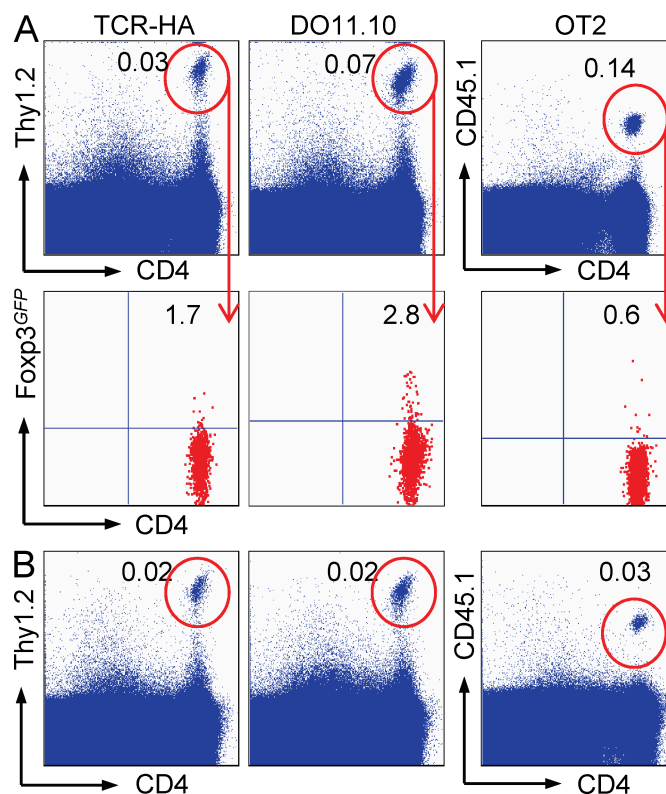 A TCR-HA DO11.10 OT2
Thy1.2 0.03 0.07 CD45.1 0.14
CD4 CD4
Foxp3GFP 1.7 2.8 0.6
CD4
B Thy1.2 0.02 0.02 CD45.1 0.03
CD4 CD4